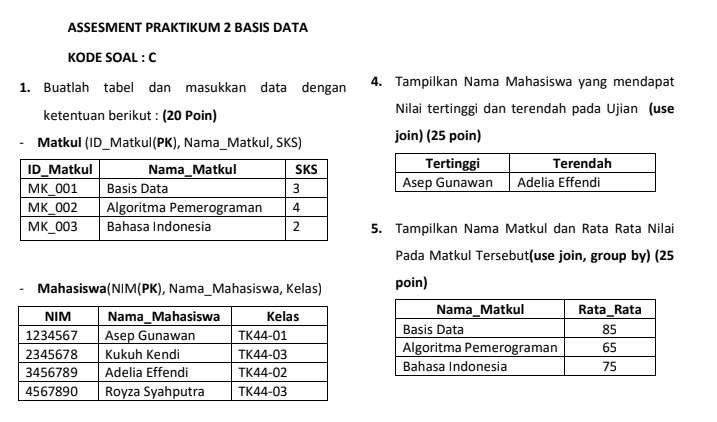 ASSESMENT PRAKTIKUM 2 BASIS DATA
KODE SOAL : C
1. Buatlah tabel dan masukkan data dengan
ketentuan berikut : (20 Poin)
- Matkul (ID_Matkul(PK), Nama_Matkul, SKS)
ID_Matkul Nama_Matkul SKS
MK_001 Basis Data 3
MK_002 Algoritma Pemerograman 4
MK_003 Bahasa Indonesia 2
- Mahasiswa(NIM(PK), Nama_Mahasiswa, Kelas)
NIM Nama_Mahasiswa Kelas
1234567 Asep Gunawan TK44-01
2345678 Kukuh Kendi TK44-03
3456789 Adelia Effendi TK44-02
4567890 Royza Syahputra TK44-03
4. Tampilkan Nama Mahasiswa yang mendapat
Nilai tertinggi dan terendah pada Ujian (use
join) (25 poin)
Tertinggi Terendah
Asep Gunawan Adelia Effendi
5. Tampilkan Nama Matkul dan Rata Rata Nilai
Pada Matkul Tersebut(use join, group by) (25
poin)
Nama_Matkul Rata_Rata
Basis Data 85
Algoritma Pemerograman 65
Bahasa Indonesia 75